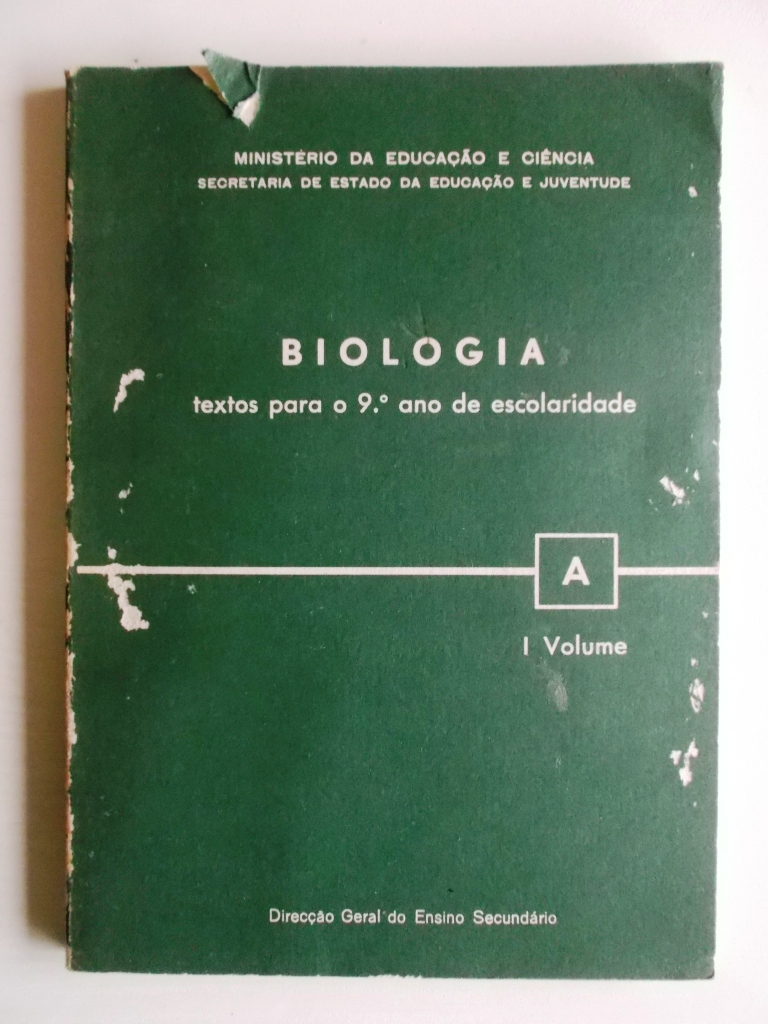 MINISTÉRIO DA EDUCAÇÃO E CIÊNCIA
SECRETARIA DE ESTADO DA EDUCAÇÃO E JUVENTUDE
BIOLOGIA
textos para o 9.º ano de escolaridade
A
I Volume
Direcção Geral do Ensino Secundário